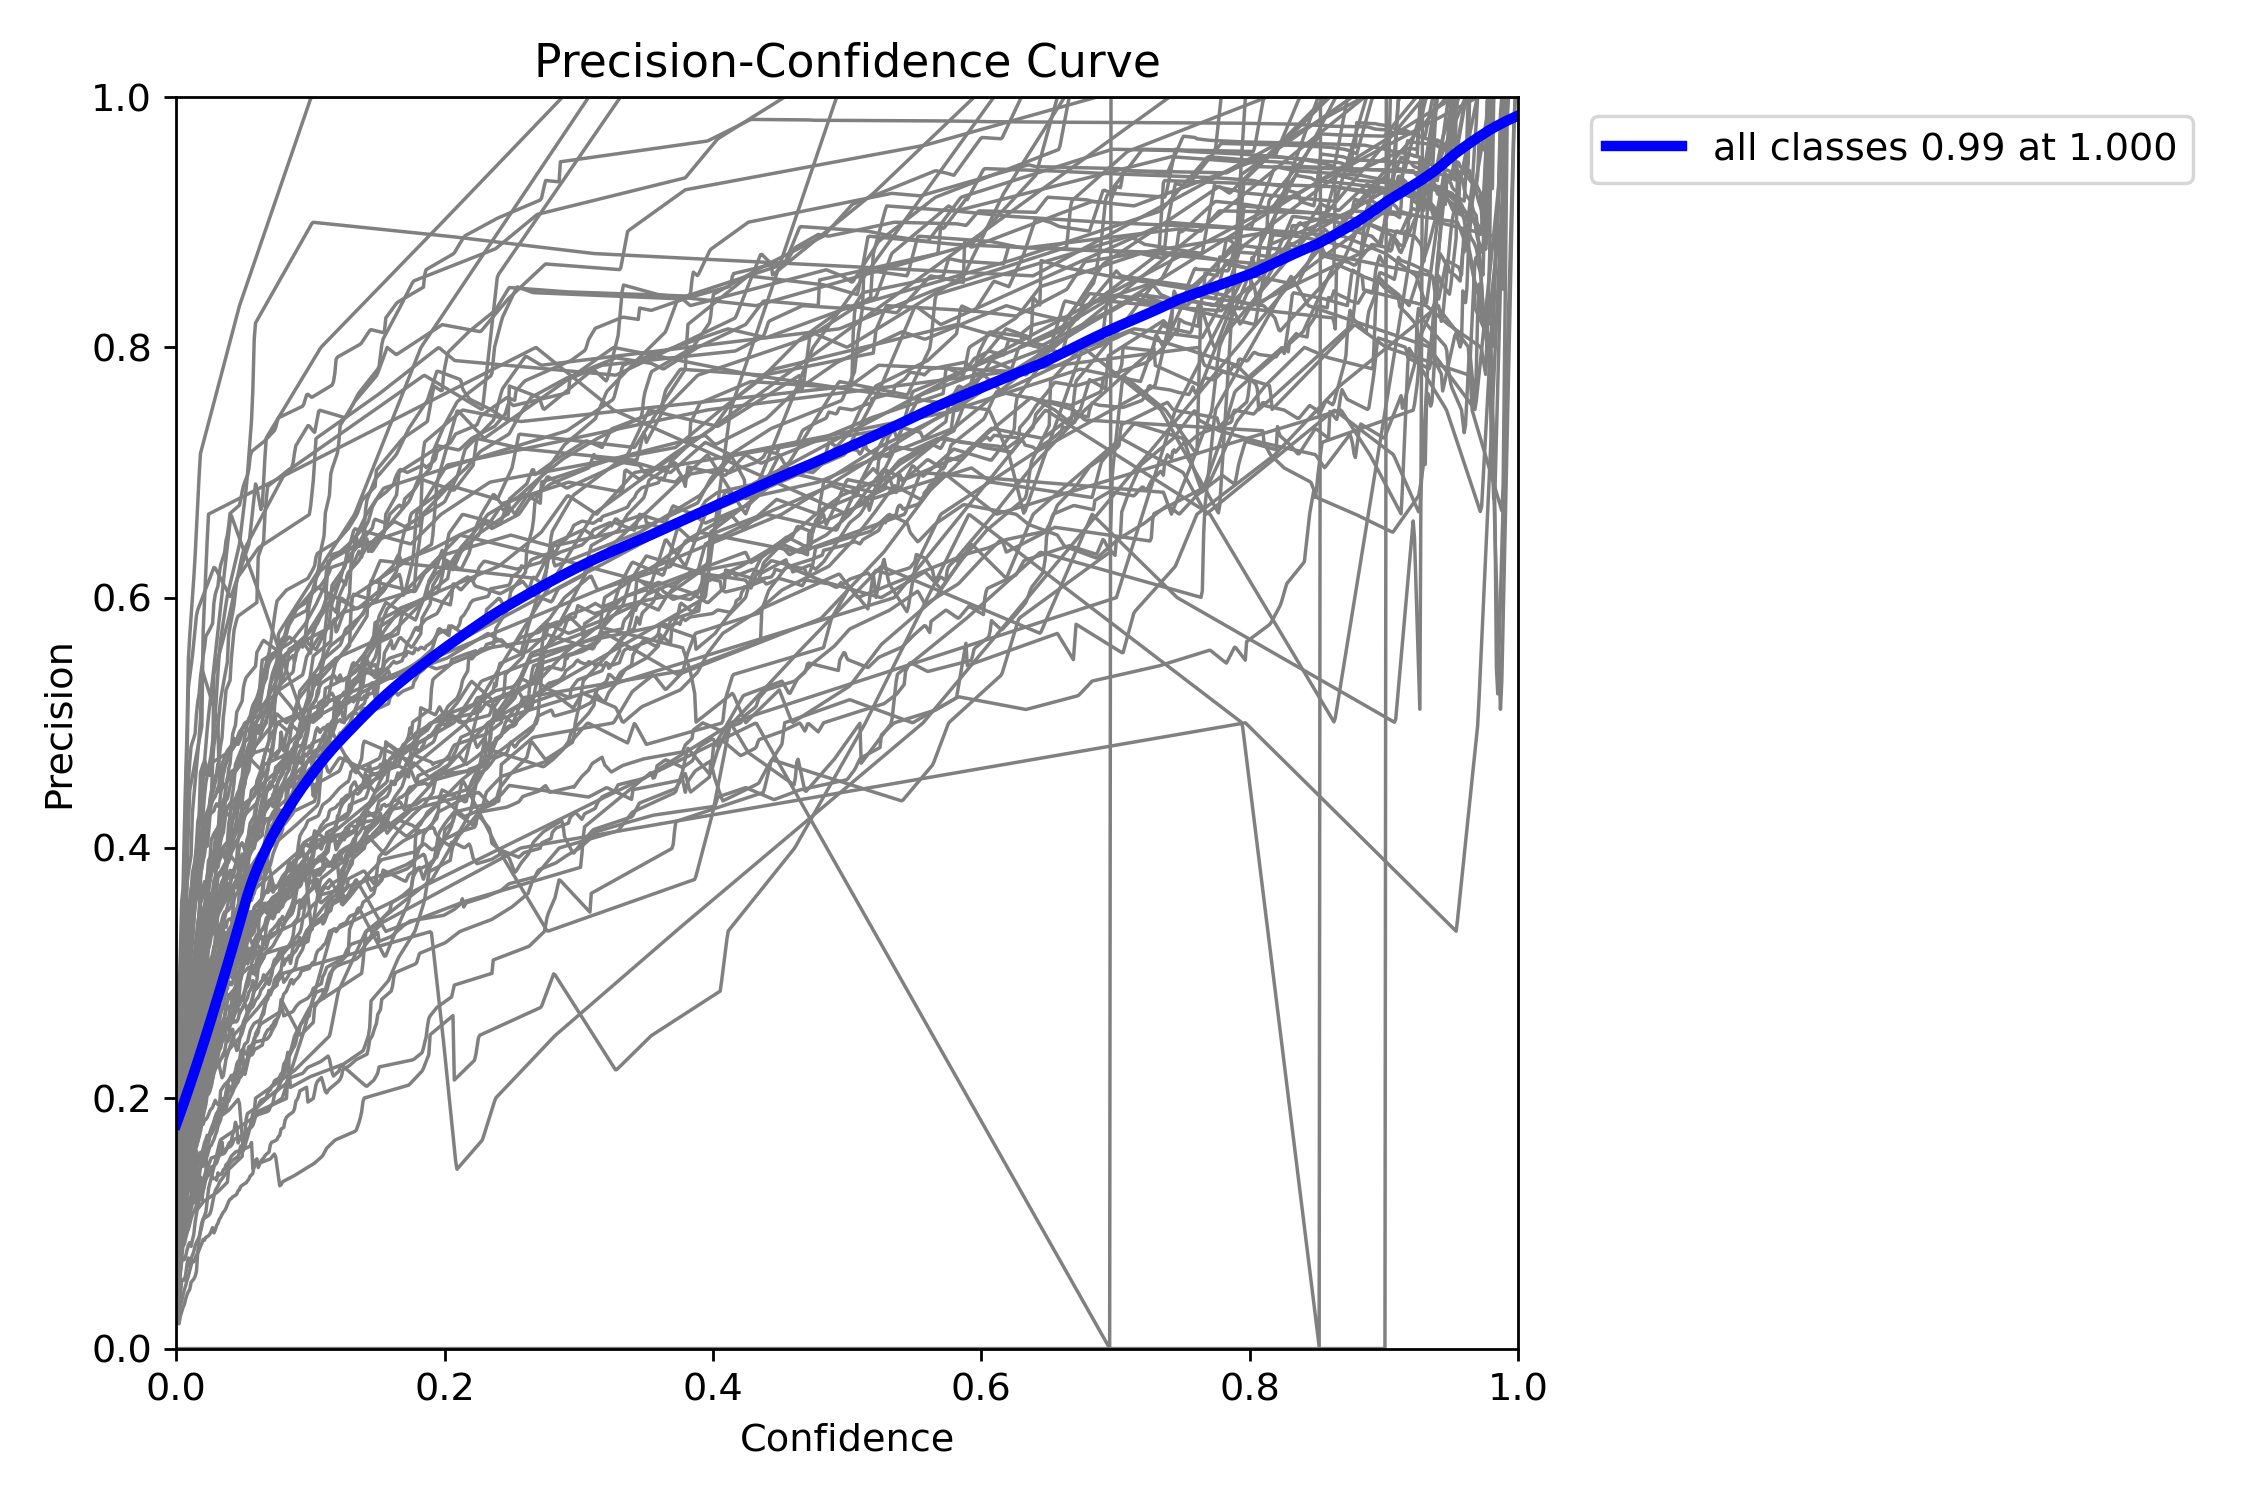 Precision-Confidence Curve
all classes 0.99 at 1.000
1.0
0.8
0.6
0.4
0.2
0.0
Precision
0.0 0.2 0.4 0.6 0.8 1.0
Confidence